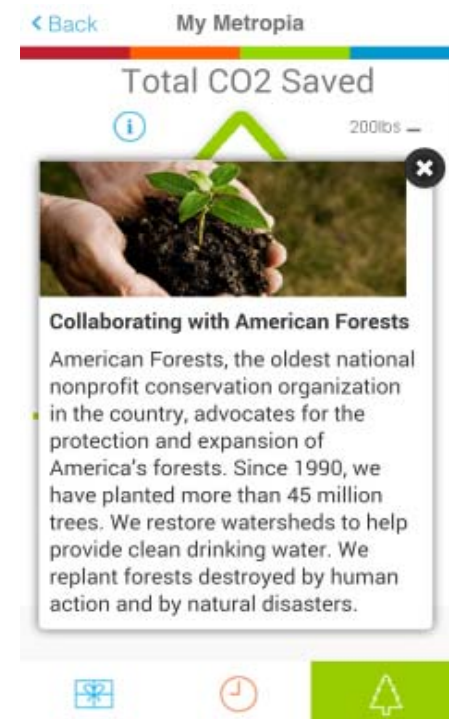 Back My Metropia
Total CO2 Saved
200lbs
Collaborating with American Forests
American Forests, the oldest national
nonprofit conservation organization
in the country, advocates for the
protection and expansion of
America's forests. Since 1990, we
have planted more than 45 million
trees. We restore watersheds to help
provide clean drinking water. We
replant forests destroyed by human
action and by natural disasters.